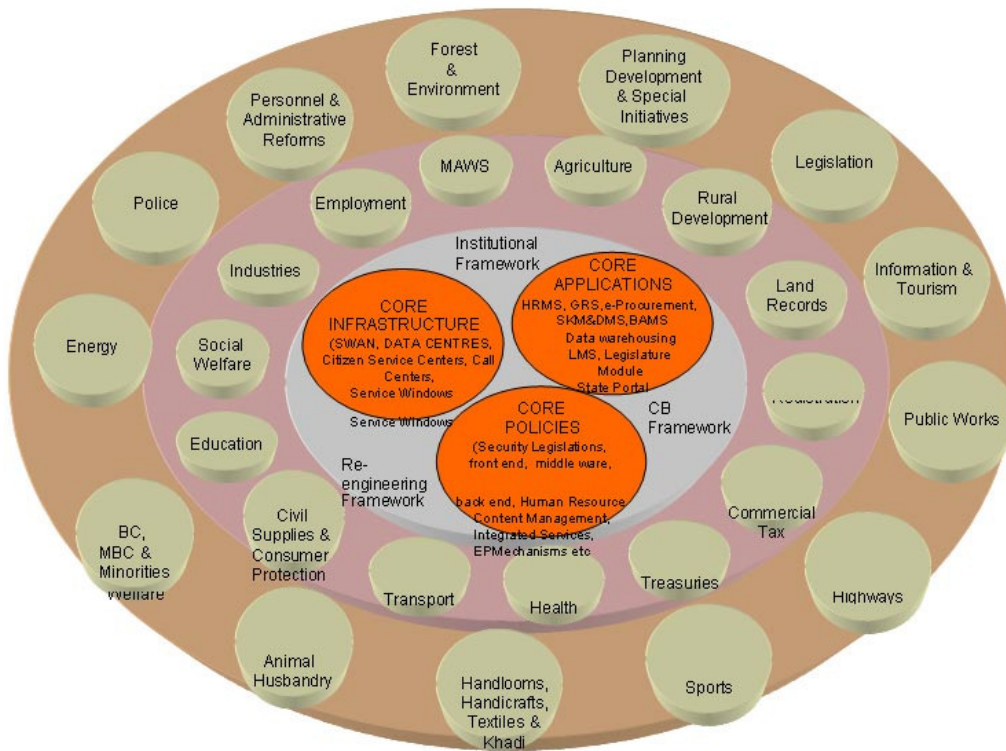 Forest
&
Environment
Planning
Development
& Special
Initiatives
Personnel &
Administrative
Reforms
Legislation
MAWS
Agriculture
Police
Employment
Rural
Development
Institutional
Framework
Industries
CORE
APPLICATIONS
HRMS, GRS,e-Procurement,
SKM&DMS,BAMS
Data warehousing
LMS, Legislature
Module
State Portal
Land
Records
Information &
Tourism
CORE
INFRASTRUCTURE
(SWAN, DATA CENTRES,
Citizen Service Centers, Call
Centers,
Service Windows
Service Windows
Energy
Social
Welfare
Registration
Public Works
CORE
POLICIES
(Security Legislations,
front end, middle ware,
back end, Human Resource
Content Management,
Integrated Services,
EPMechanisms etc
CB
Framework
Education
Re-
engineering
Framework
Commercial
Tax
BC,
MBC &
Minorities
Welfare
Civil
Supplies &
Consumer
Protection
Transport
Health
Treasuries
Highways
Animal
Husbandry
Handlooms,
Handicrafts,
Textiles &
Khadi
Sports